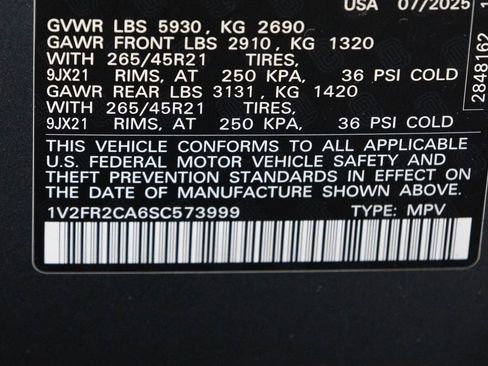 USA 07/2025
GVWR LBS 5930, KG 2690
GAWR FRONT LBS 2910, KG 1320
WITH 265/45R21 TIRES,
9JX21 RIMS, AT 250 KPA, 36 PSI COLD
GAWR REAR LBS 3131, KG 1420
WITH 265/45R21 TIRES,
9JX21 RIMS, AT 250 KPA, 36 PSI COLD
THIS VEHICLE CONFORMS TO ALL APPLICABLE
U.S. FEDERAL MOTOR VEHICLE SAFETY AND
THEFT PREVENTION STANDARDS IN EFFECT ON
THE DATE OF MANUFACTURE SHOWN ABOVE.
1V2FR2CA6SC573999 TYPE: MPV
2848162